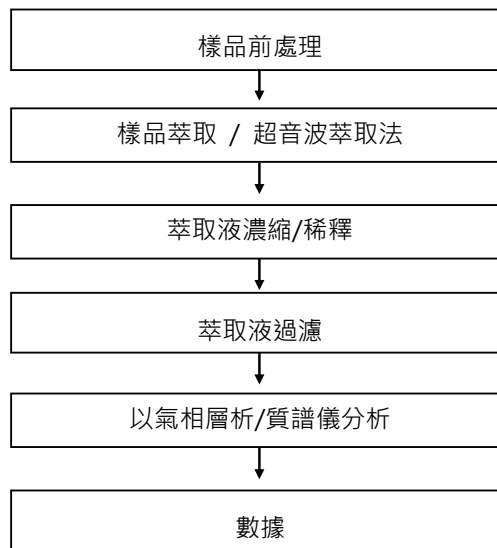 樣品前處理
樣品萃取 / 超音波萃取法
萃取液濃縮/稀釋
萃取液過濾
以氣相層析/質譜儀分析
數據